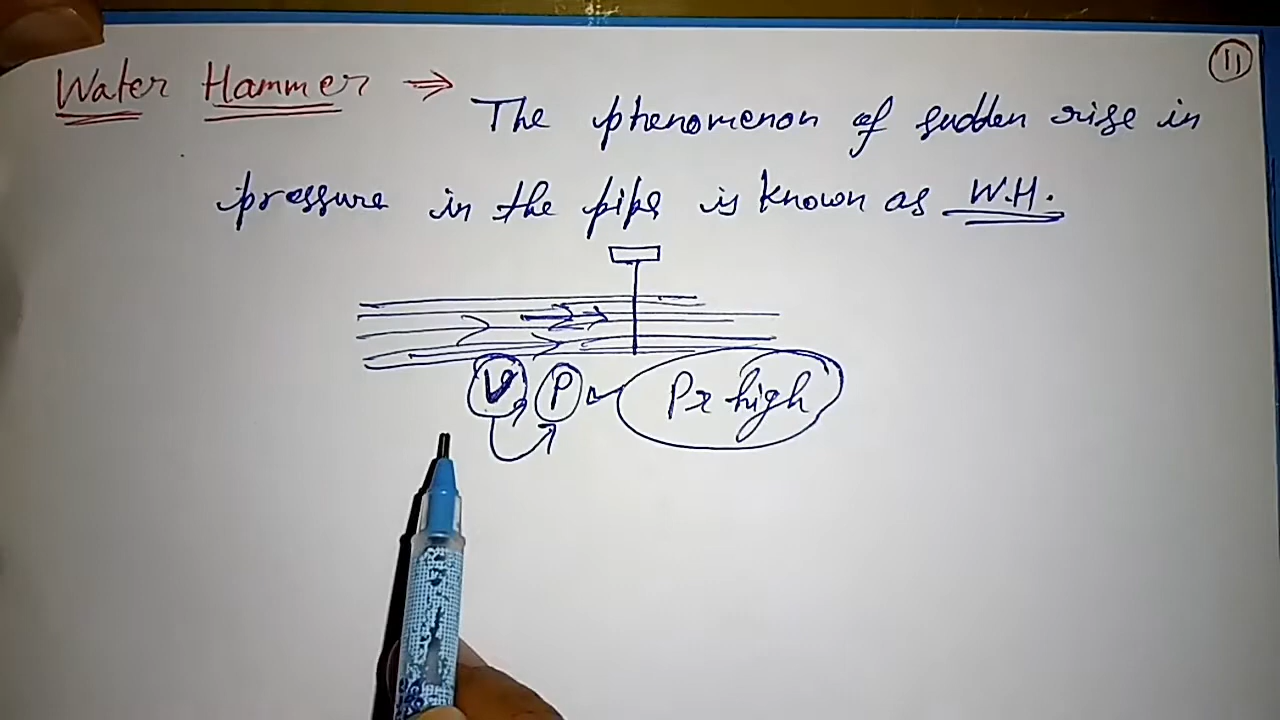 11
Water Hammer ⇒ The phenomenon of sudden rise in
pressure in the pipe is known as W.H.
V P Pr high